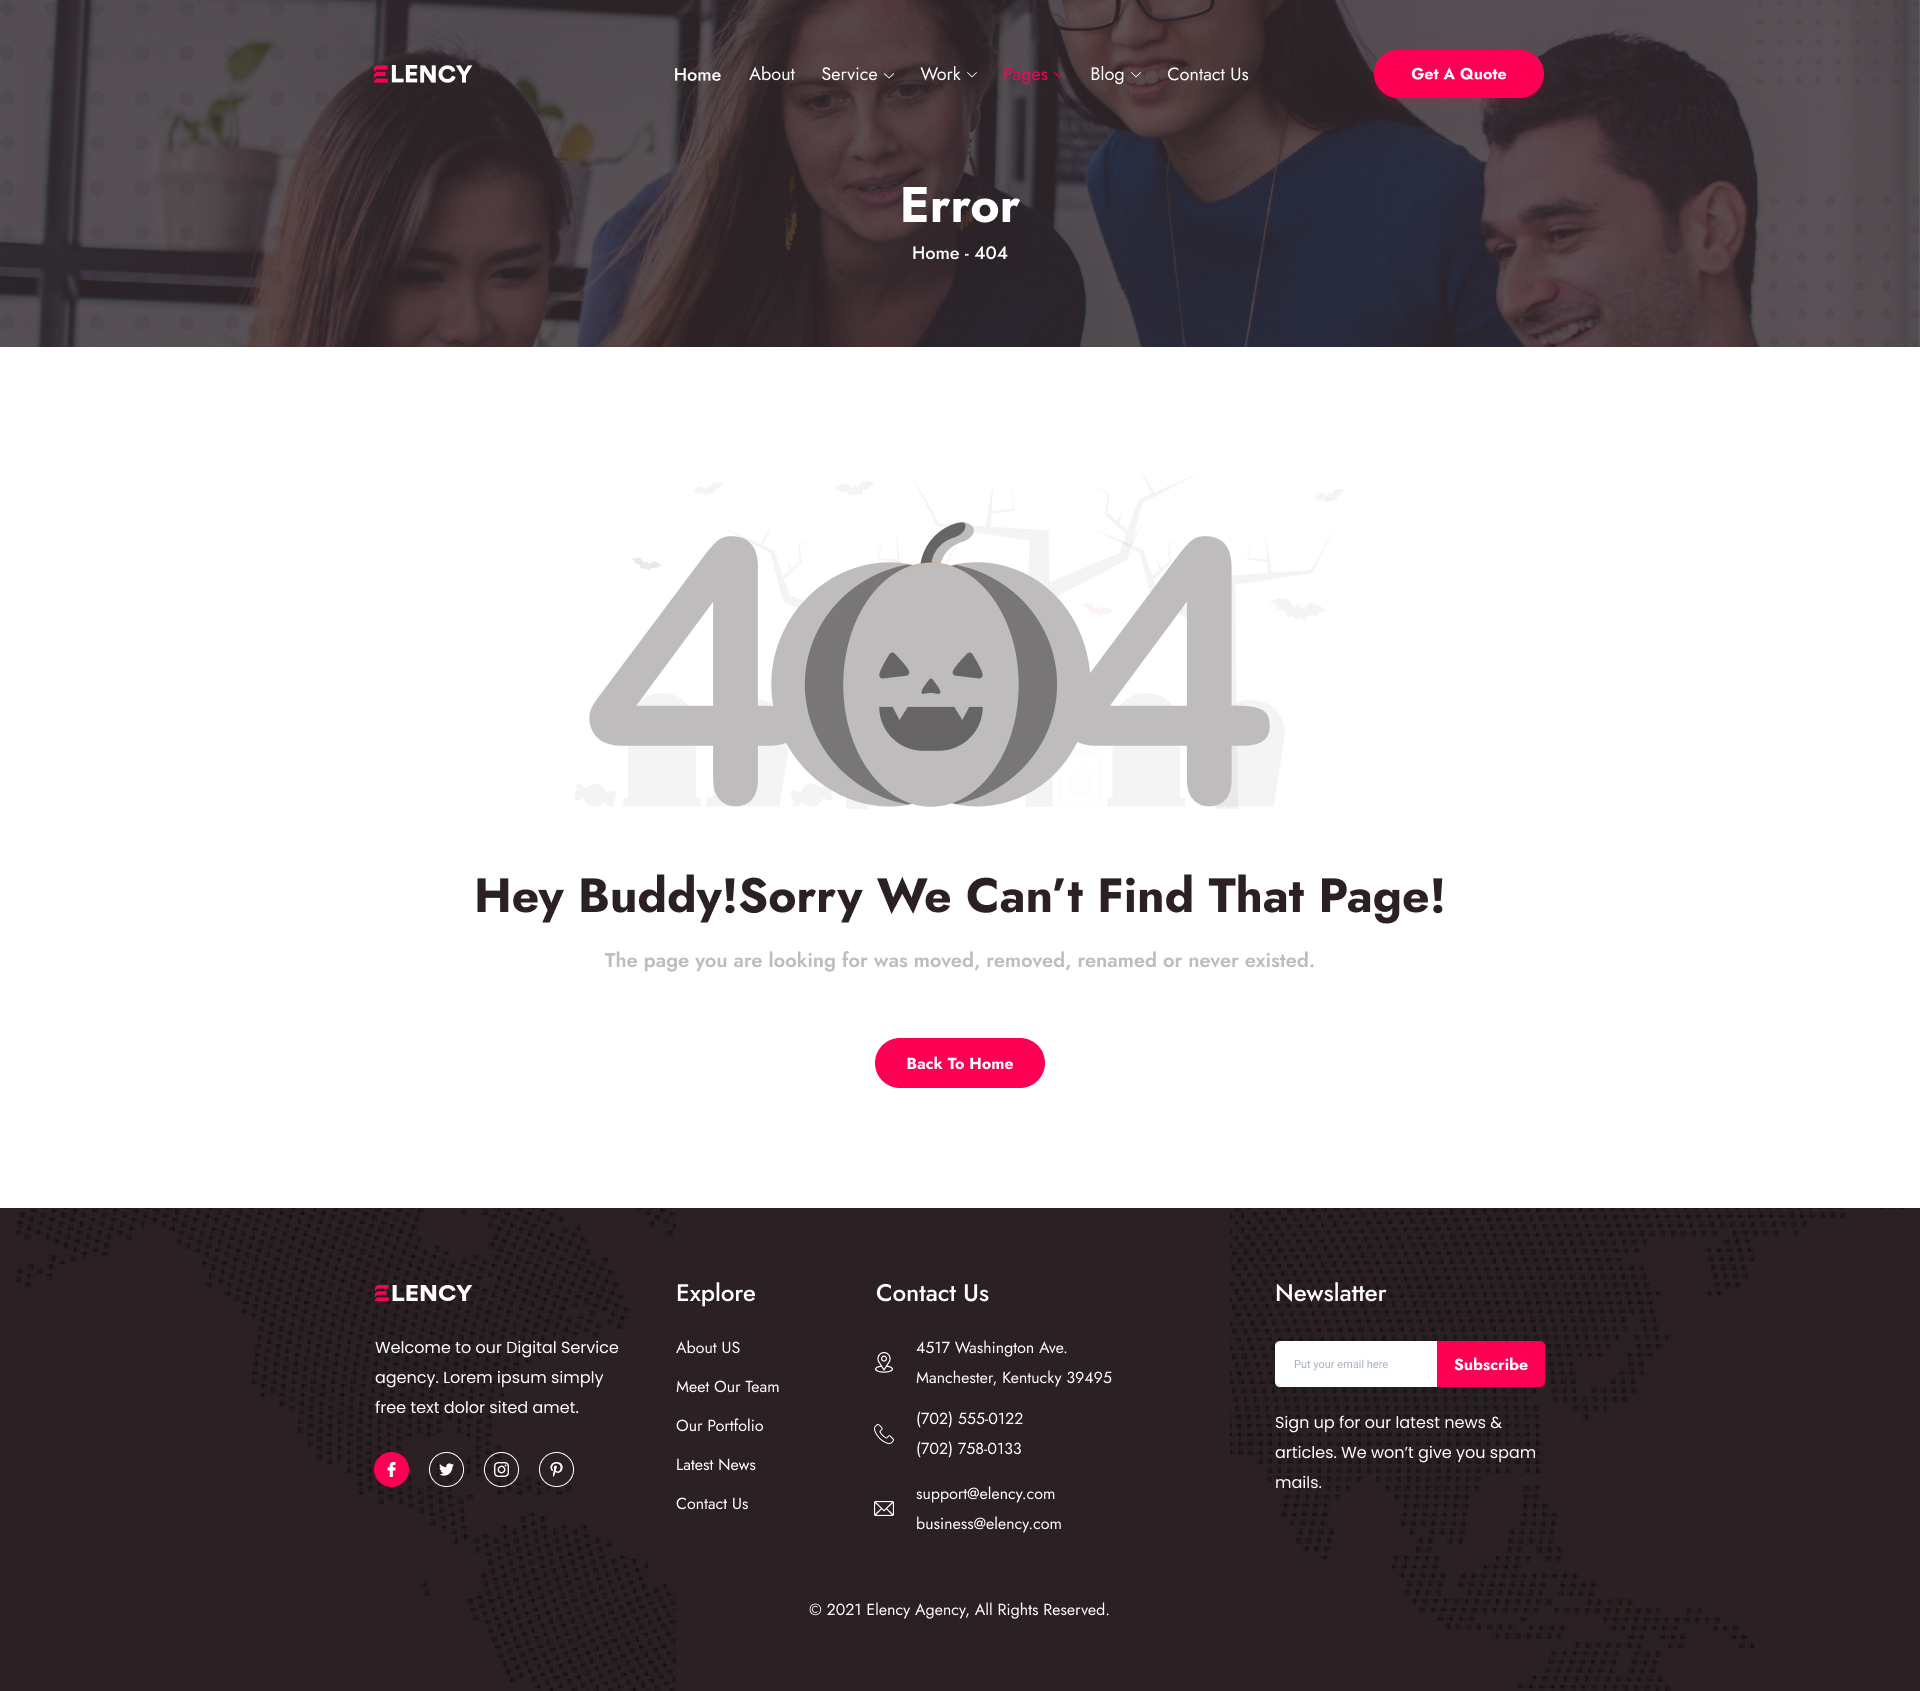 ELENCY
Home About Service Work Pages Blog Contact Us
Get A Quote
Error
Home - 404
404
Hey Buddy!Sorry We Can’t Find That Page!
The page you are looking for was moved, removed, renamed or never existed.
Back To Home
ELENCY
Welcome to our Digital Service
agency. Lorem ipsum simply
free text dolor sited amet.
Explore
About US
Meet Our Team
Our Portfolio
Latest News
Contact Us
Contact Us
4517 Washington Ave.
Manchester, Kentucky 39495
(702) 555-0122
(702) 758-0133
support@elency.com
business@elency.com
Newslatter
Put your email here
Subscribe
Sign up for our latest news &
articles. We won’t give you spam
mails.
© 2021 Elency Agency, All Rights Reserved.